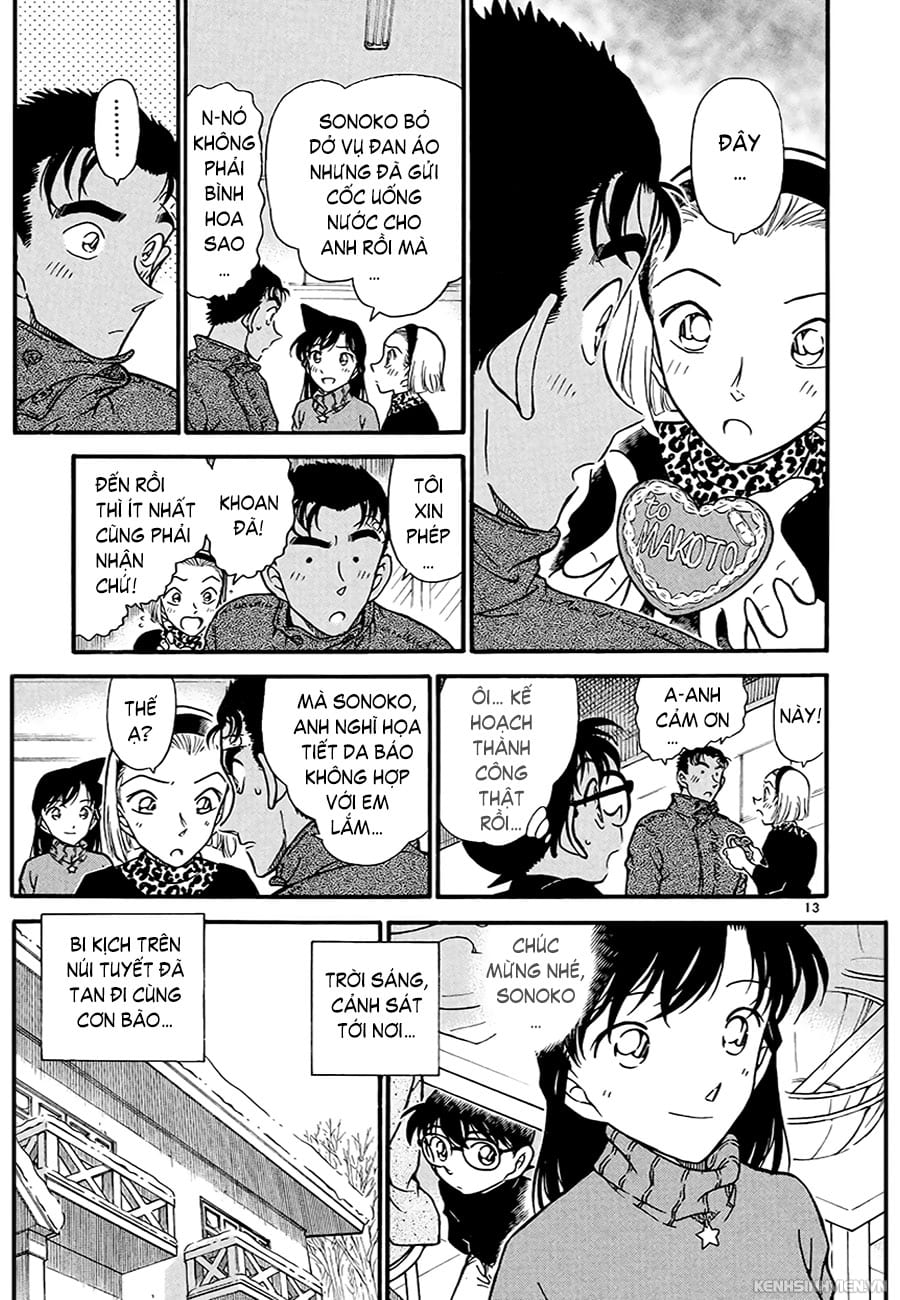 ĐÂY
...
SONOKO BỎ
DỞ VỤ ĐAN ÁO
NHƯNG ĐÃ GỬI
CỐC UỐNG
NƯỚC CHO
ANH RỒI MÀ
...
N-NÓ
KHÔNG
PHẢI
BÌNH
HOA
SAO
...
.........
to
MAKOTO
TÔI
XIN
PHÉP
KHOAN
ĐÃ!
ĐẾN RỒI
THÌ ÍT NHẤT
CŨNG PHẢI
NHẬN
CHỨ!
NÀY!
A-ANH
CẢM ƠN
...
ÔI... KẾ
HOẠCH
THÀNH
CÔNG
THẬT
RỒI...
MÀ SONOKO,
ANH NGHĨ HỌA
TIẾT DA BÁO
KHÔNG HỢP
VỚI EM
LẮM...
THẾ
Ạ?
13
CHÚC
MỪNG NHÉ,
SONOKO
...
TRỜI SÁNG,
CẢNH SÁT
TỚI NƠI...
BI KỊCH TRÊN
NÚI TUYẾT ĐÃ
TAN ĐI CÙNG
CƠN BÃO...
KENHSINHVIEN.VN